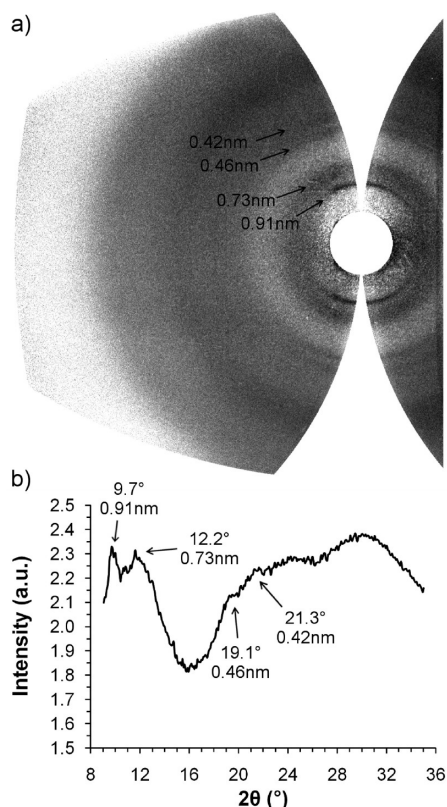 a)
0.42nm
0.46nm
0.73nm
0.91nm
b)
9.7°
0.91nm
12.2°
0.73nm
19.1°
0.46nm
21.3°
0.42nm
Intensity (a.u.)
2.5
2.4
2.3
2.2
2.1
2.0
1.9
1.8
1.7
1.6
1.5
8 12 16 20 24 28 32 36
2θ (°)